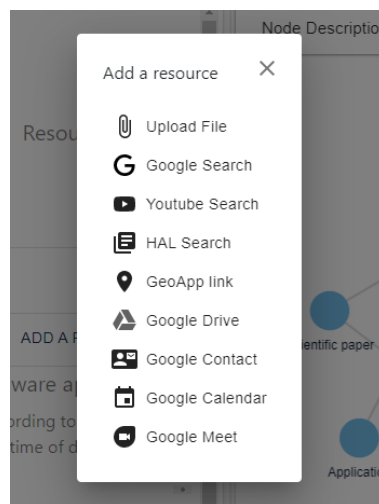 Node Descriptio
Add a resource
Resou
Upload File
Google Search
Youtube Search
HAL Search
GeoApp link
Google Drive
ADD A R
entific paper
Google Contact
ware ap
Google Calendar
ording to
Google Meet
time of d
Applicatio